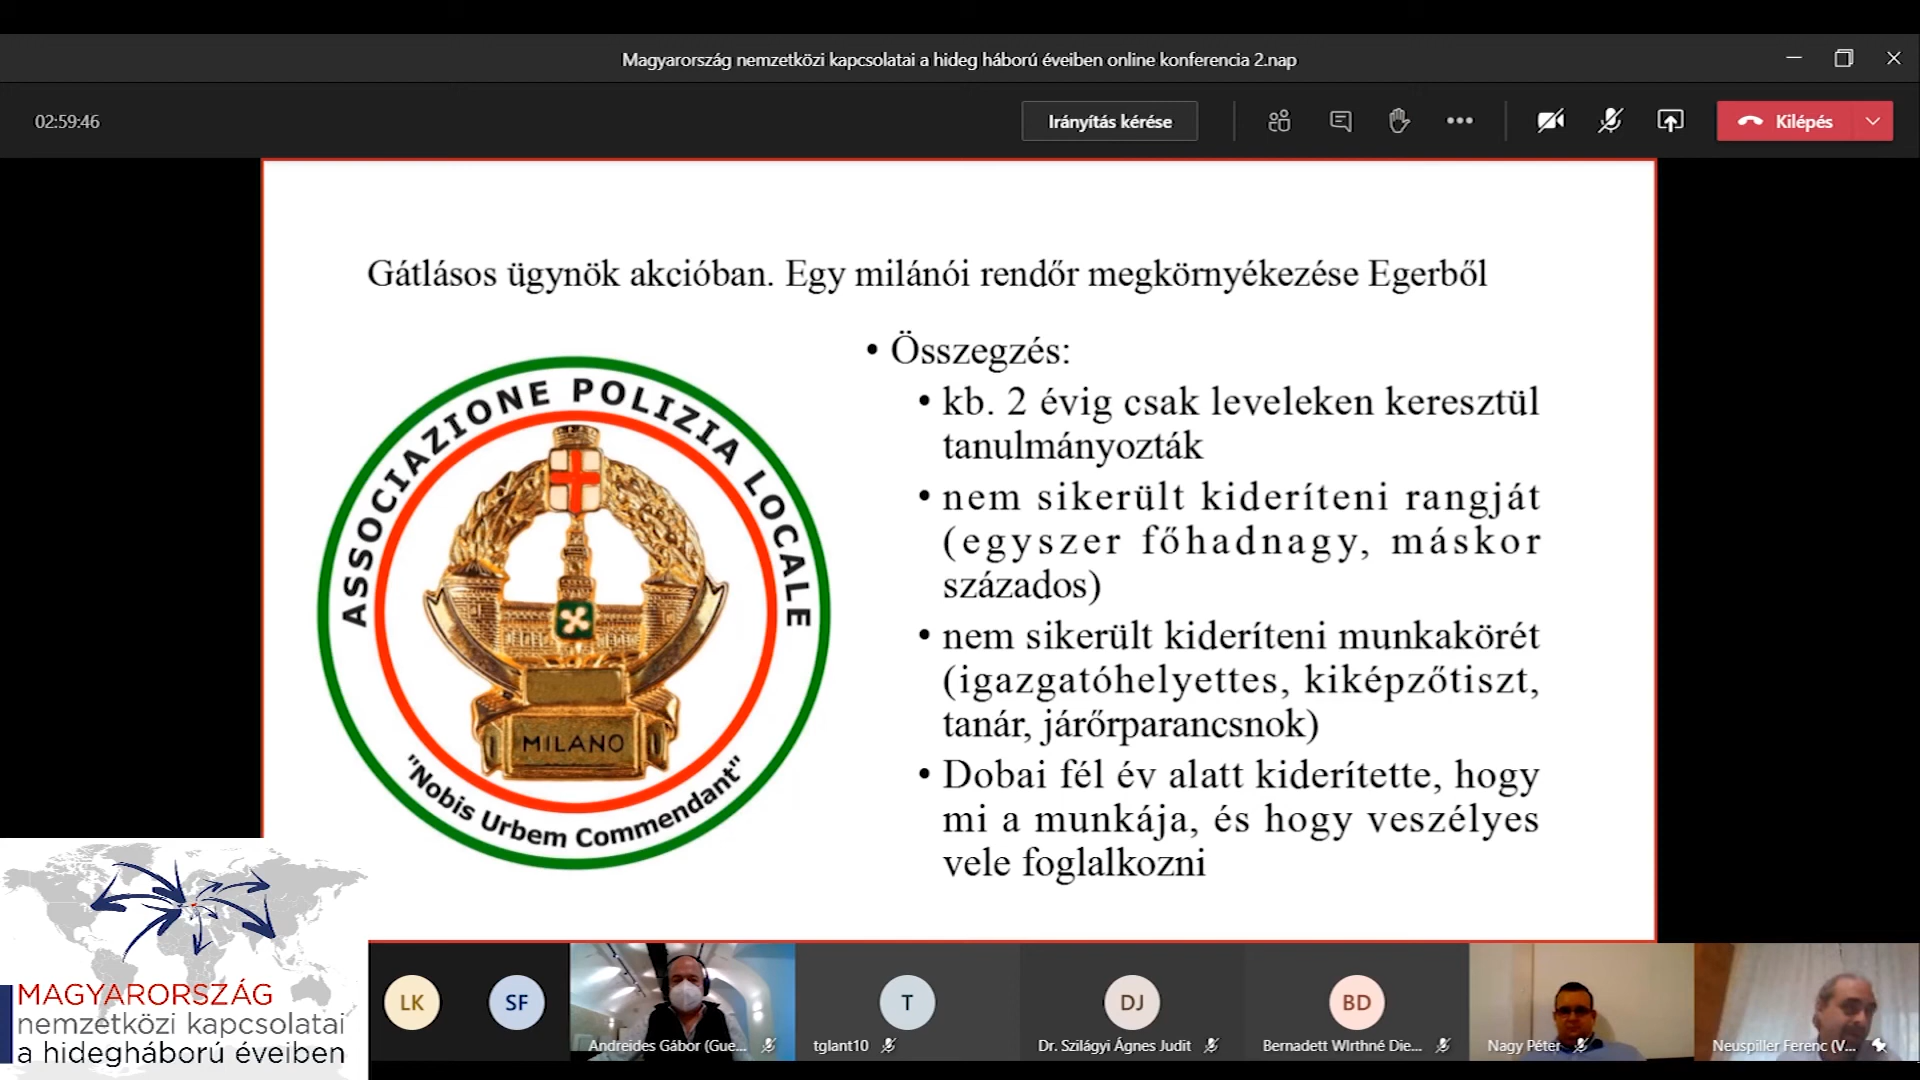 Magyarország nemzetközi kapcsolatai a hideg háború éveiben online konferencia 2.nap
02:59:46
Irányítás kérése
Kilépés
Gátlásos ügynök akcióban. Egy milánói rendőr megkörnyékezése Egerből
ASSOCIAZIONE POLIZIA LOCALE
MILANO
"Nobis Urbem Commendant"
• Összegzés:
• kb. 2 évig csak leveleken keresztül
tanulmányozták
• nem sikerült kideríteni rangját
(egyszer főhadnagy, máskor
százados)
• nem sikerült kideríteni munkakörét
(igazgatóhelyettes, kiképzőtiszt,
tanár, járőrparancsnok)
• Dobai fél év alatt kiderítette, hogy
mi a munkája, és hogy veszélyes
vele foglalkozni
MAGYARORSZÁG
nemzetközi kapcsolatai
a hidegháború éveiben
LK
SF
Andreides Gábor (Gue...
T
tglant10
DJ
Dr. Szilágyi Ágnes Judit
BD
Bernadett WIrthné Die...
Nagy Péter
Neuspiller Ferenc (V...